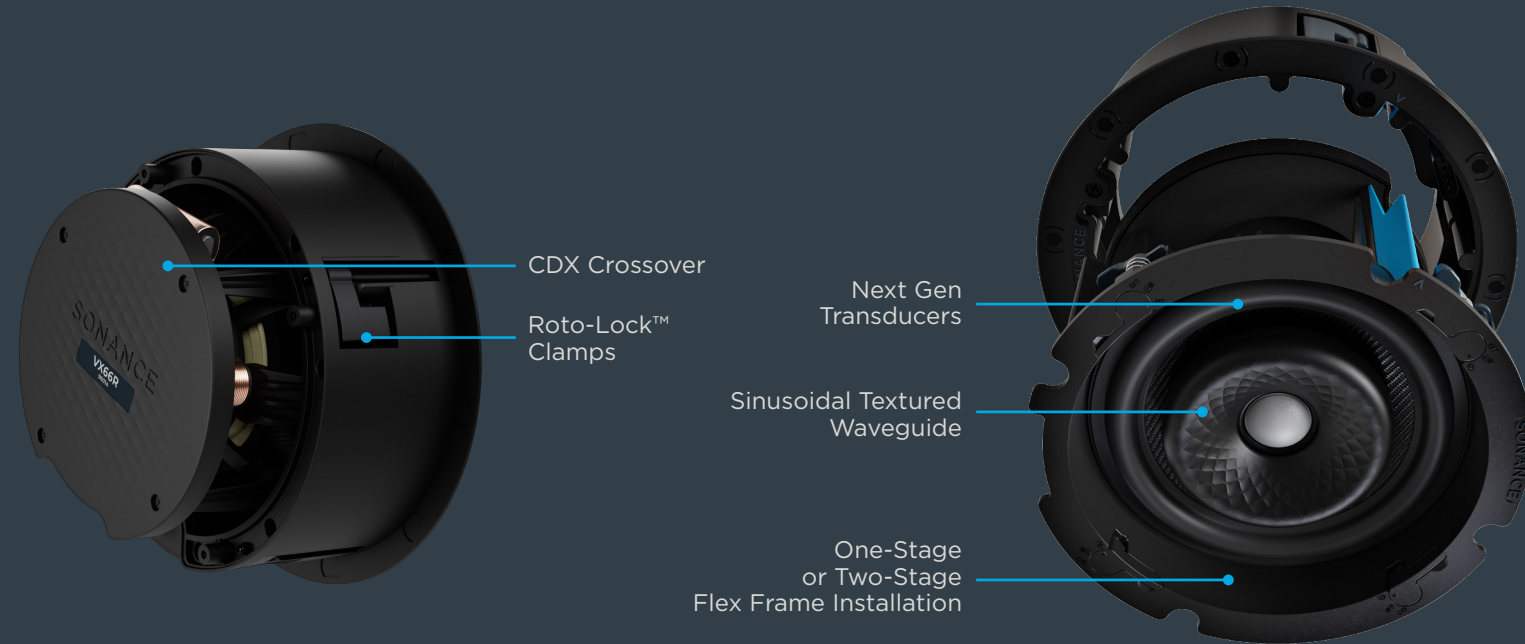 CDX Crossover
Roto-Lock™
Clamps
SONANCE
VX66R
Next Gen
Transducers
Sinusoidal Textured
Waveguide
One-Stage
or Two-Stage
Flex Frame Installation
SONANCE
SONANCE